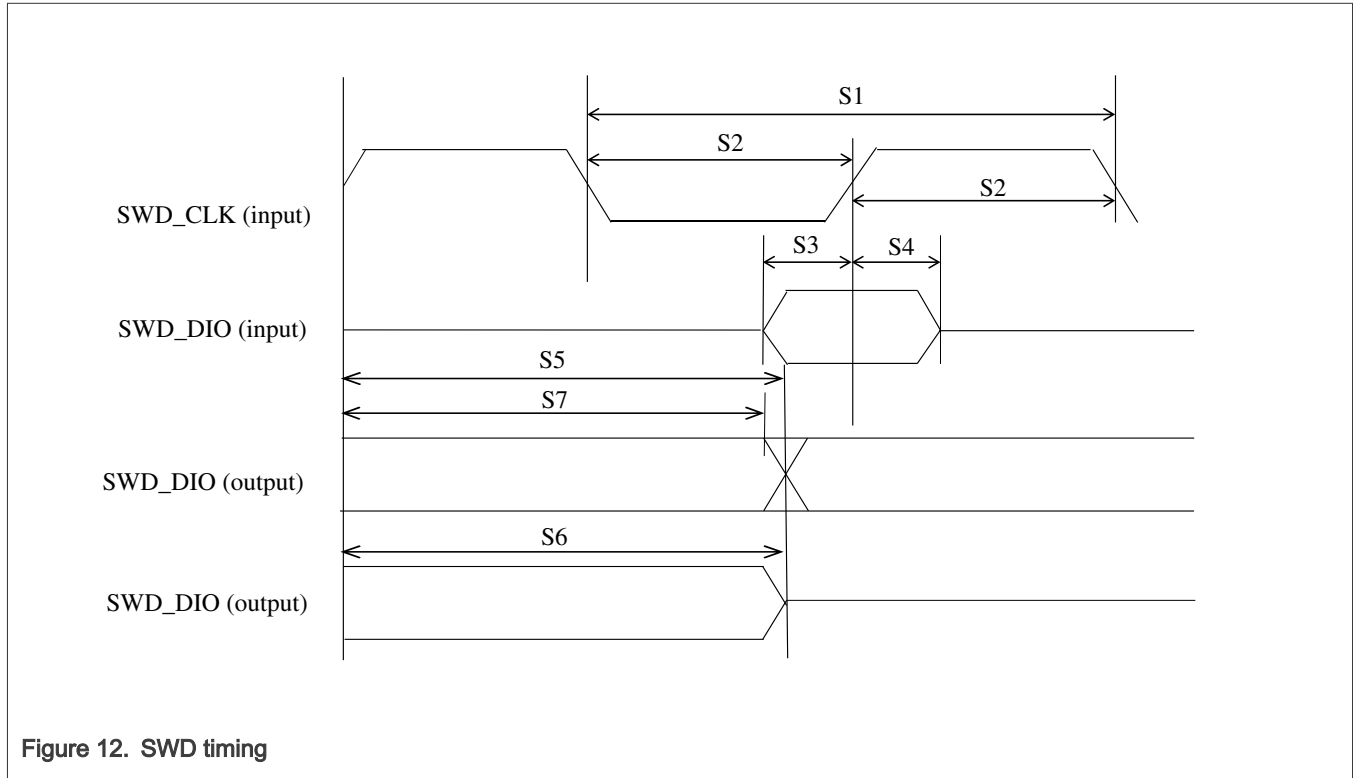 S1
S2
S2
SWD_CLK (input)
S3
S4
SWD_DIO (input)
S5
S7
SWD_DIO (output)
S6
SWD_DIO (output)
Figure 12. SWD timing